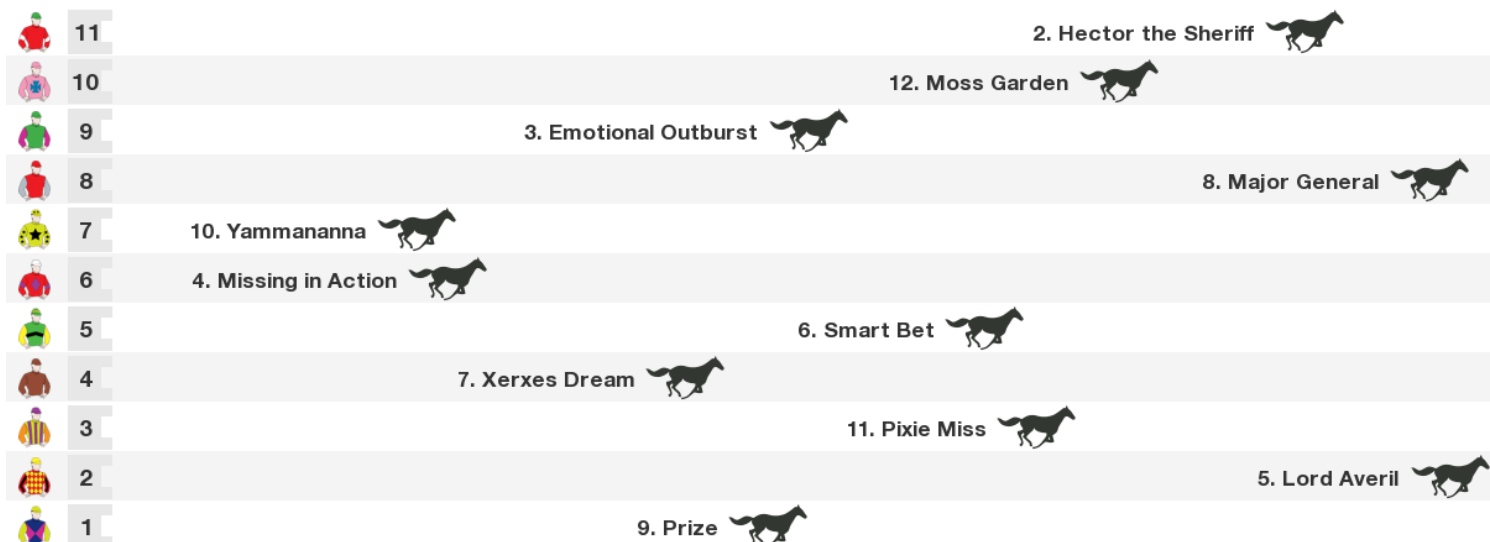 11 2. Hector the Sheriff
10 12. Moss Garden
9 3. Emotional Outburst
8 8. Major General
7 10. Yammananna
6 4. Missing in Action
5 6. Smart Bet
4 7. Xerxes Dream
3 11. Pixie Miss
2 5. Lord Averil
1 9. Prize